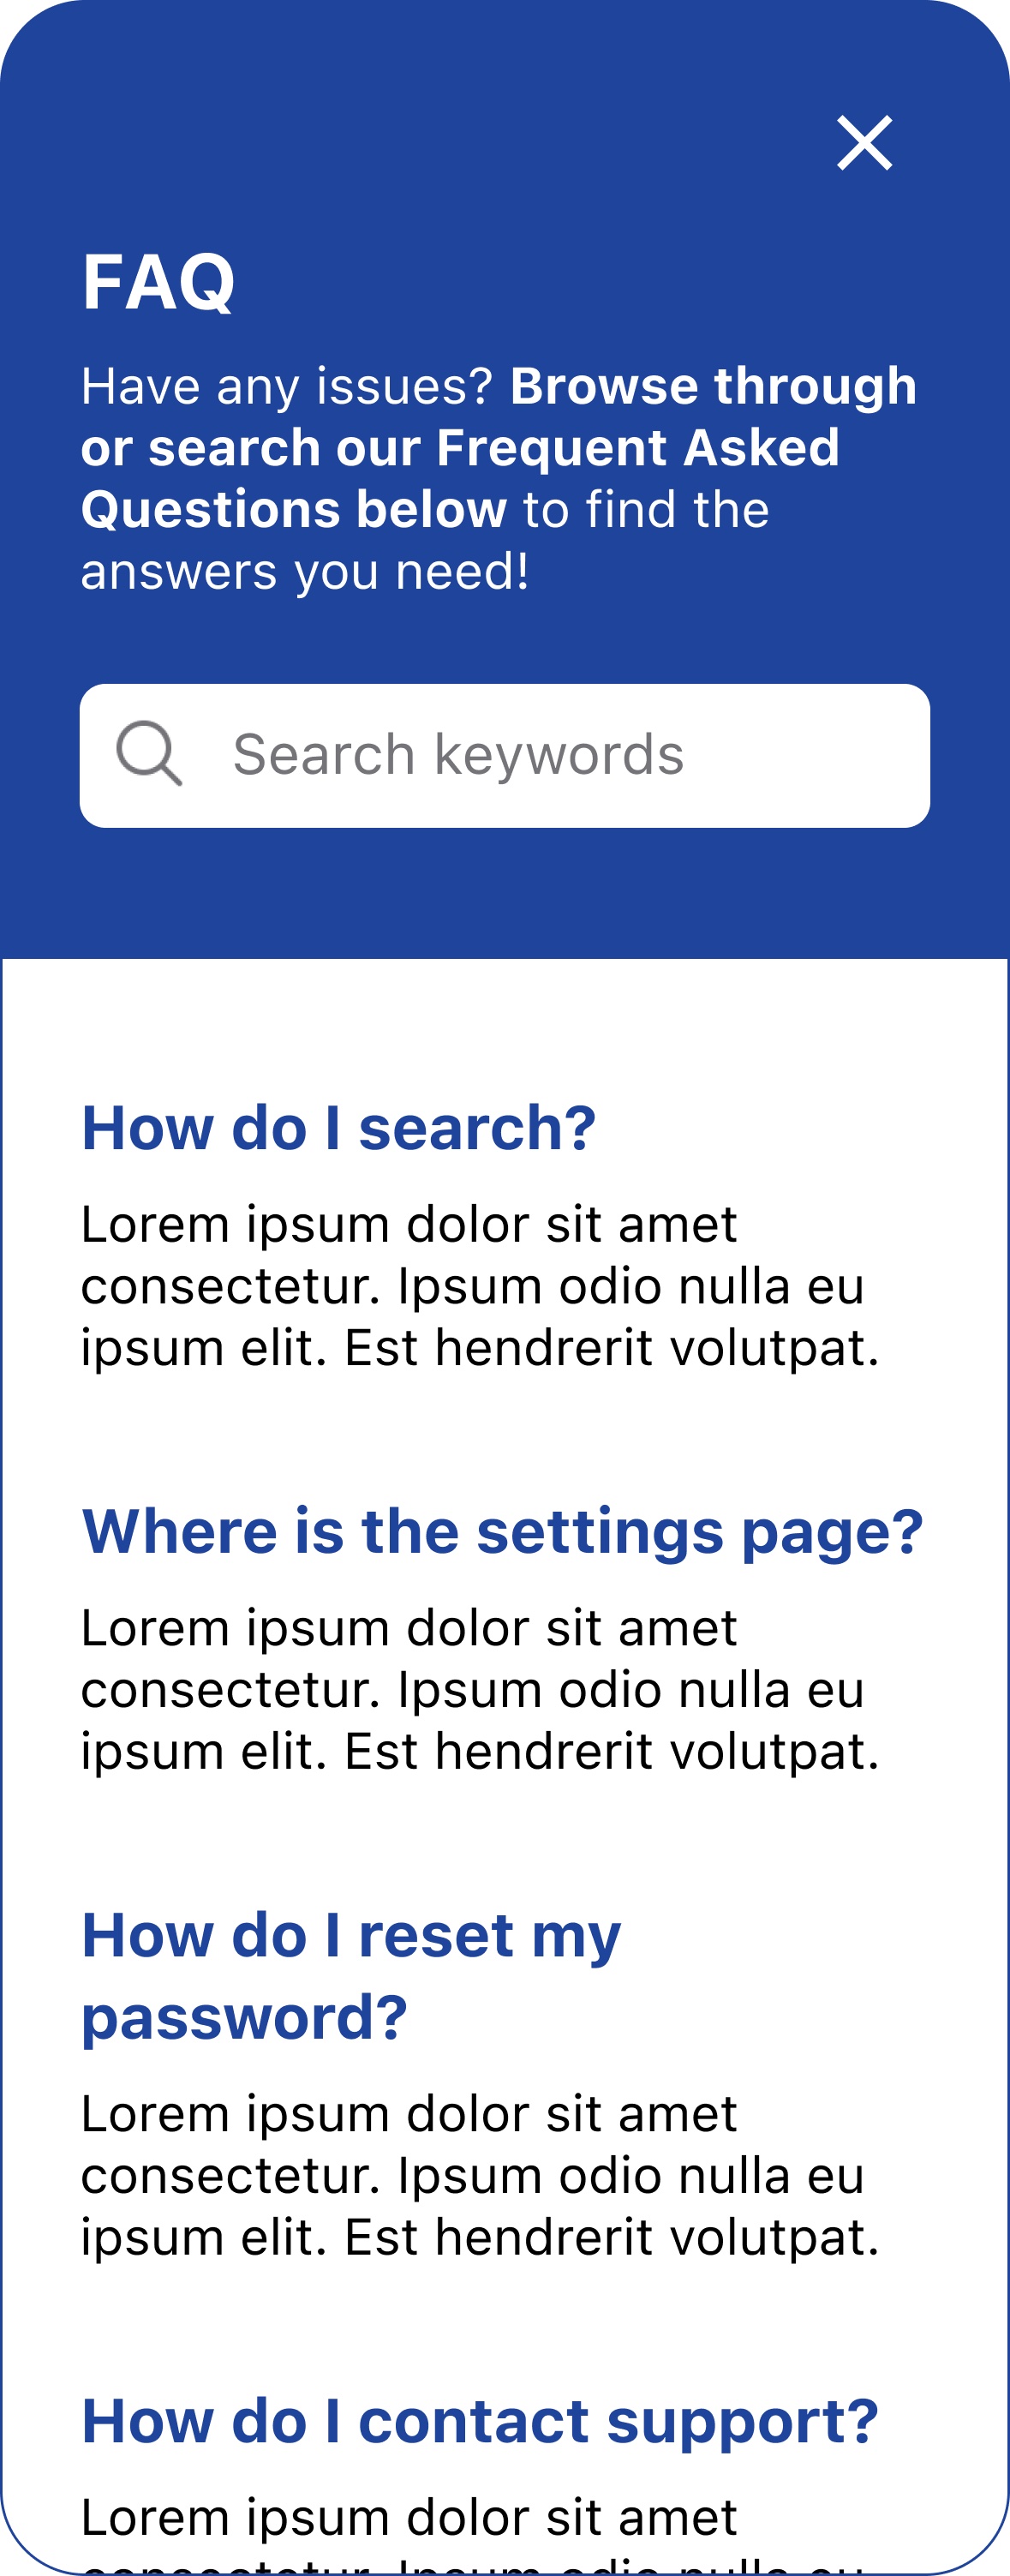 FAQ
Have any issues? Browse through
or search our Frequent Asked
Questions below to find the
answers you need!
Search keywords
How do I search?
Lorem ipsum dolor sit amet
consectetur. Ipsum odio nulla eu
ipsum elit. Est hendrerit volutpat.
Where is the settings page?
Lorem ipsum dolor sit amet
consectetur. Ipsum odio nulla eu
ipsum elit. Est hendrerit volutpat.
How do I reset my
password?
Lorem ipsum dolor sit amet
consectetur. Ipsum odio nulla eu
ipsum elit. Est hendrerit volutpat.
How do I contact support?
Lorem ipsum dolor sit amet